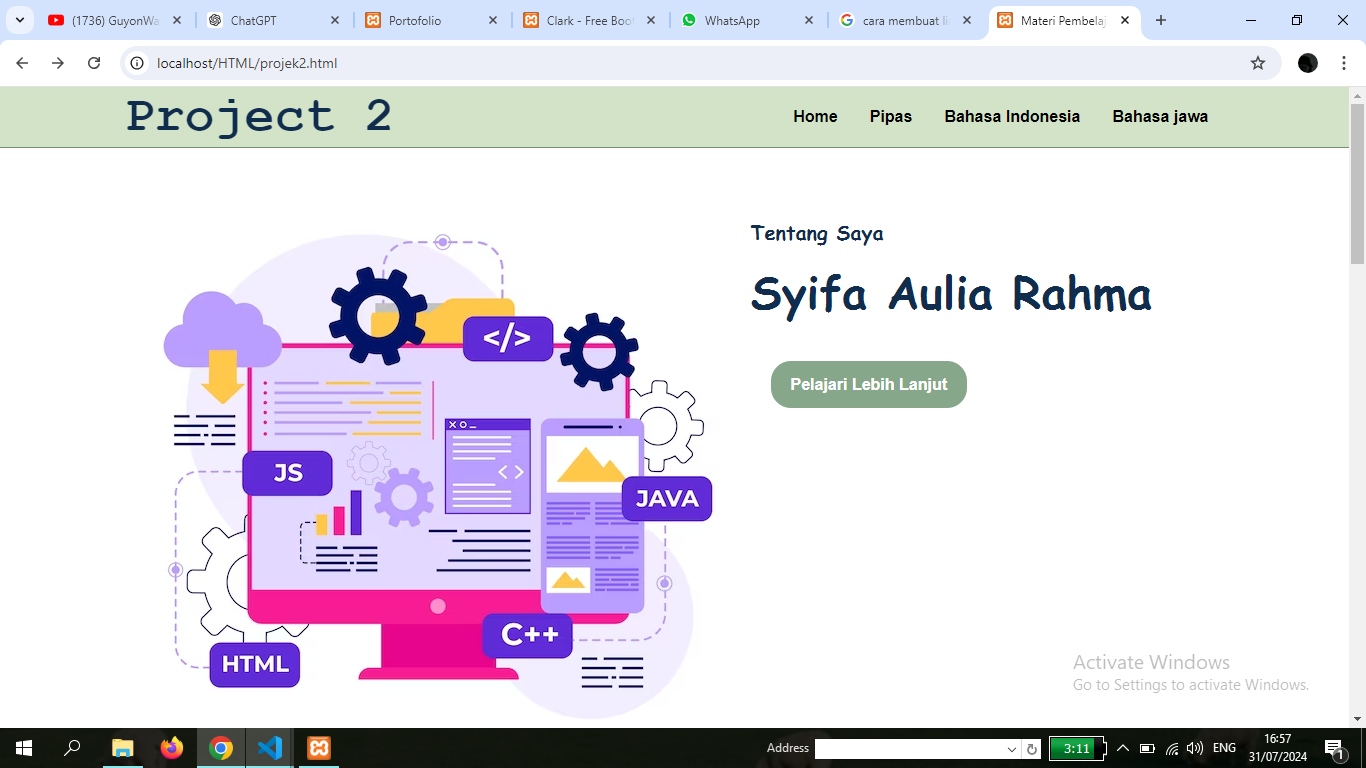 (1736) GuyonWa
ChatGPT
Portofolio
Clark - Free Boo
WhatsApp
cara membuat li
Materi Pembelaj
localhost/HTML/projek2.html
Project 2
Home
Pipas
Bahasa Indonesia
Bahasa jawa
Tentang Saya
Syifa Aulia Rahma
Pelajari Lebih Lanjut
</>
X O _
< >
JS
JAVA
C++
HTML
Activate Windows
Go to Settings to activate Windows.
Address
3:11
ENG
16:57
31/07/2024
1